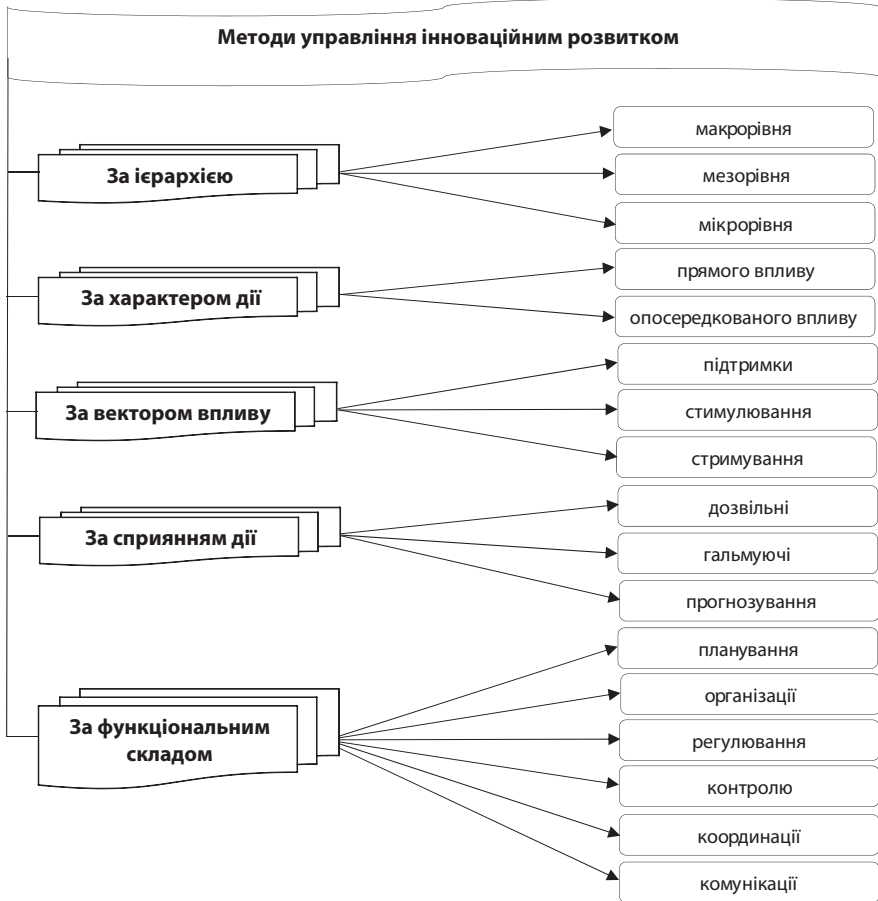 Методи управління інноваційним розвитком
За ієрархією
макрорівня
мезорівня
мікрорівня
За характером дії
прямого впливу
опосередкованого впливу
За вектором впливу
підтримки
стимулювання
стримування
За сприянням дії
дозвільні
гальмуючі
прогнозування
За функціональним
складом
планування
організації
регулювання
контролю
координації
комунікації